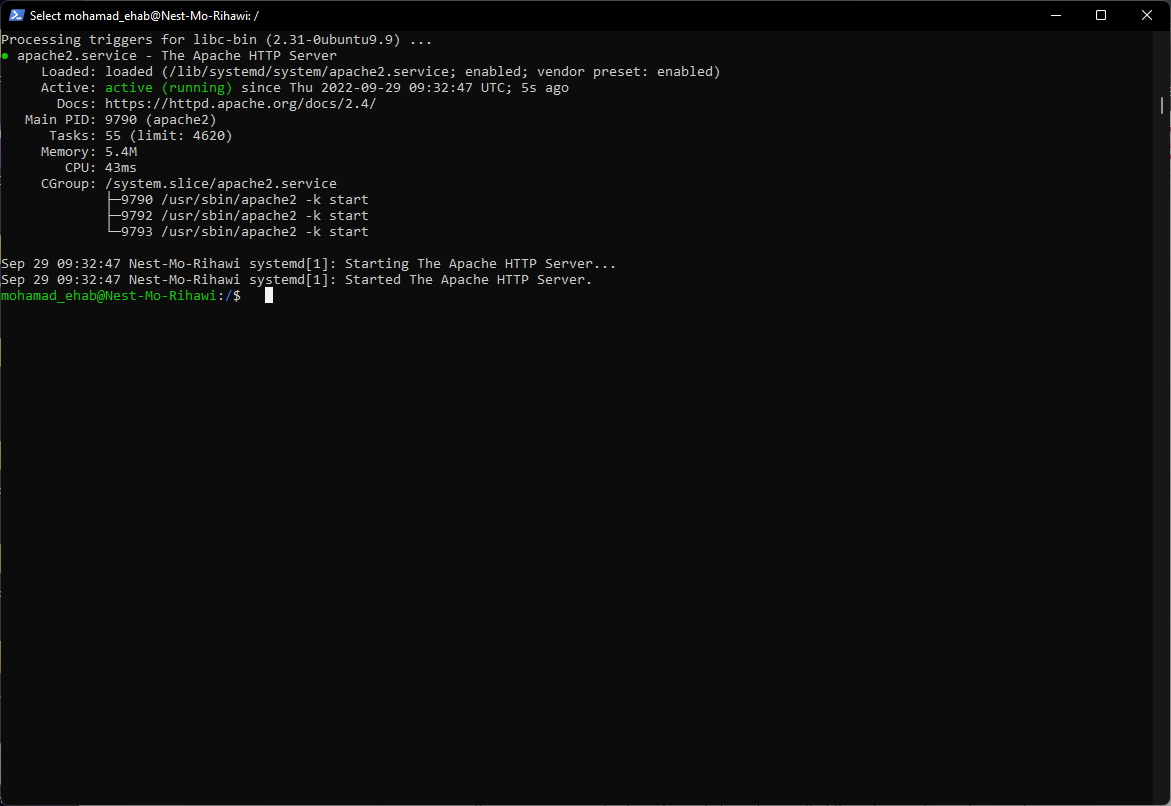 Select mohamad_ehab@Nest-Mo-Rihawi: /
Processing triggers for libc-bin (2.31-0ubuntu9.9) ...
● apache2.service - The Apache HTTP Server
     Loaded: loaded (/lib/systemd/system/apache2.service; enabled; vendor preset: enabled)
     Active: active (running) since Thu 2022-09-29 09:32:47 UTC; 5s ago
       Docs: https://httpd.apache.org/docs/2.4/
   Main PID: 9790 (apache2)
      Tasks: 55 (limit: 4620)
     Memory: 5.4M
        CPU: 43ms
     CGroup: /system.slice/apache2.service
             ├─9790 /usr/sbin/apache2 -k start
             ├─9792 /usr/sbin/apache2 -k start
             └─9793 /usr/sbin/apache2 -k start

Sep 29 09:32:47 Nest-Mo-Rihawi systemd[1]: Starting The Apache HTTP Server...
Sep 29 09:32:47 Nest-Mo-Rihawi systemd[1]: Started The Apache HTTP Server.
mohamad_ehab@Nest-Mo-Rihawi:/$